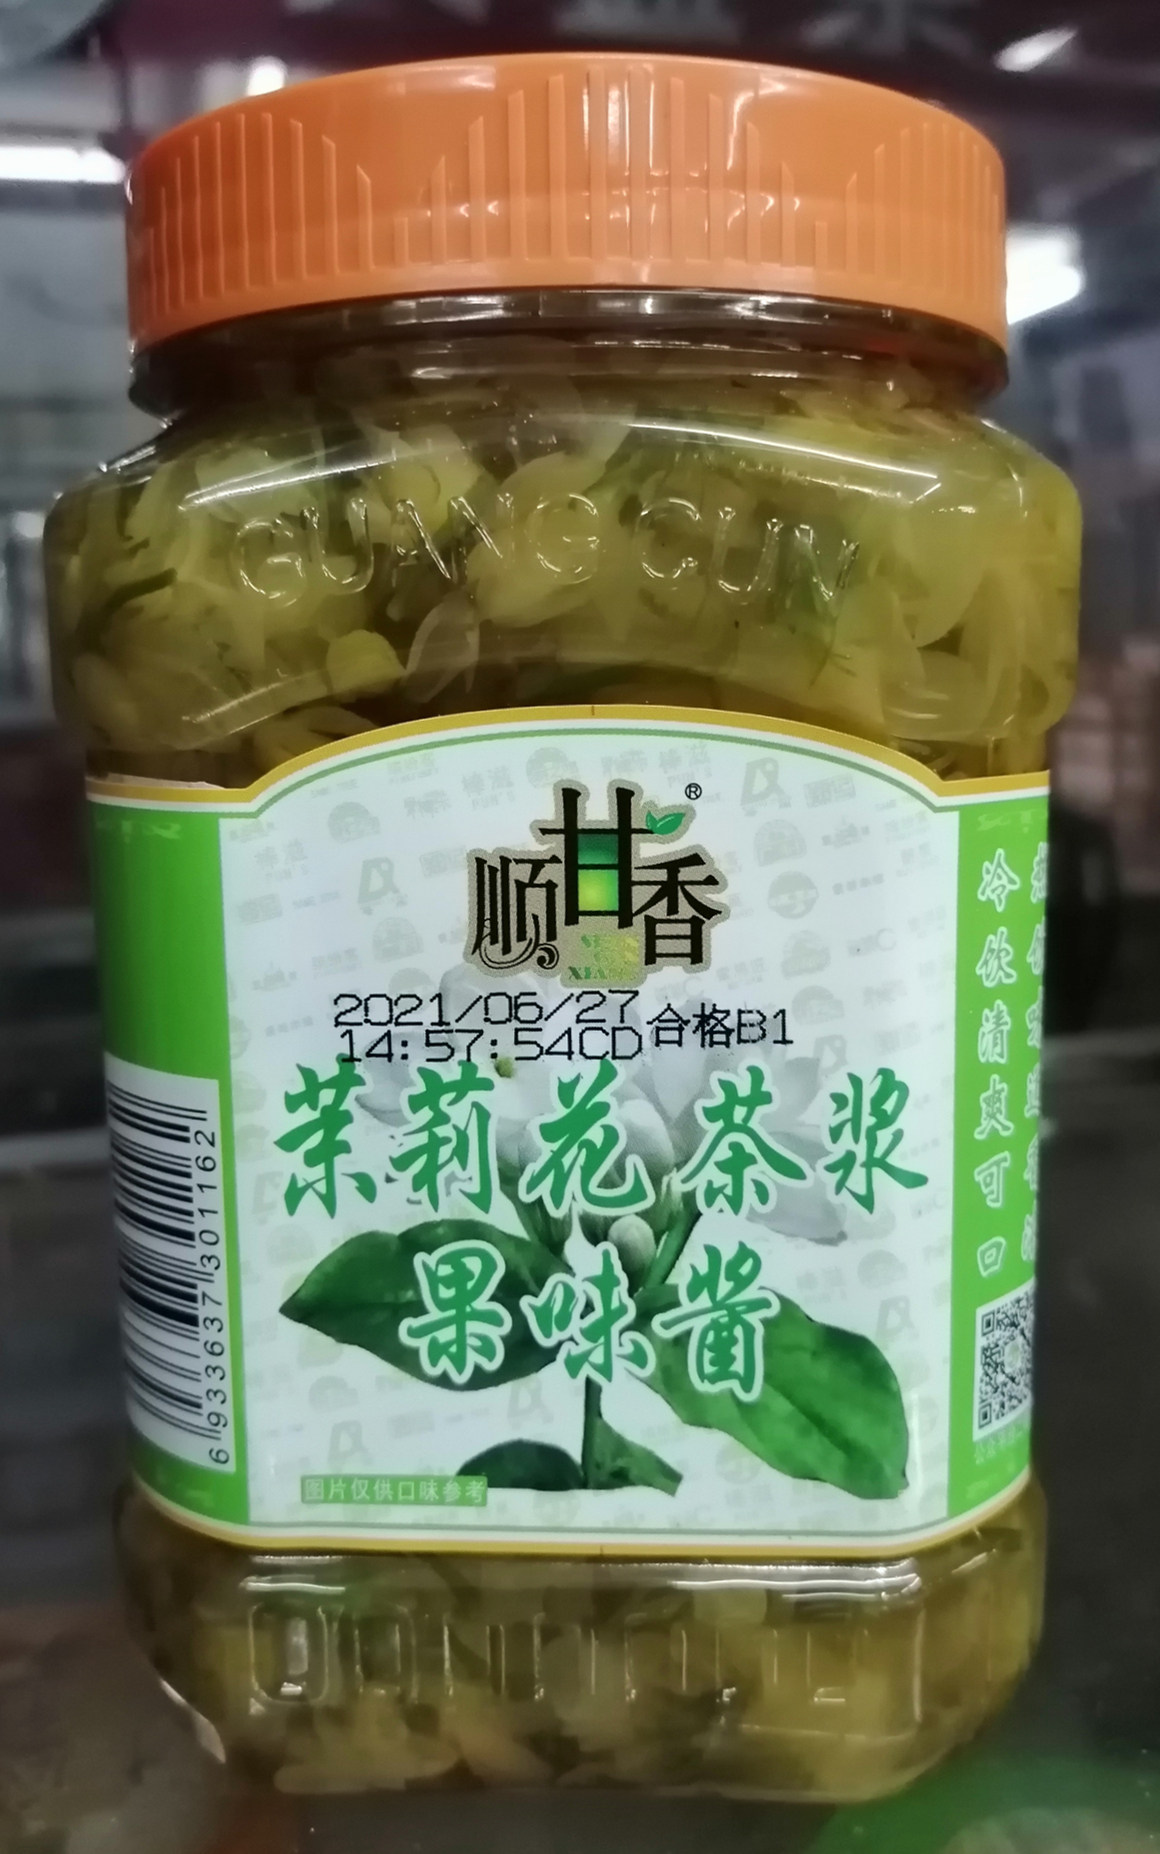 GUANG CUN
顺甘香®
2021/06/27
14:57:54CD
合格B1
茉莉花茶浆
果味酱
图片仅供口味参考
冷饮清爽可口
6933637301162